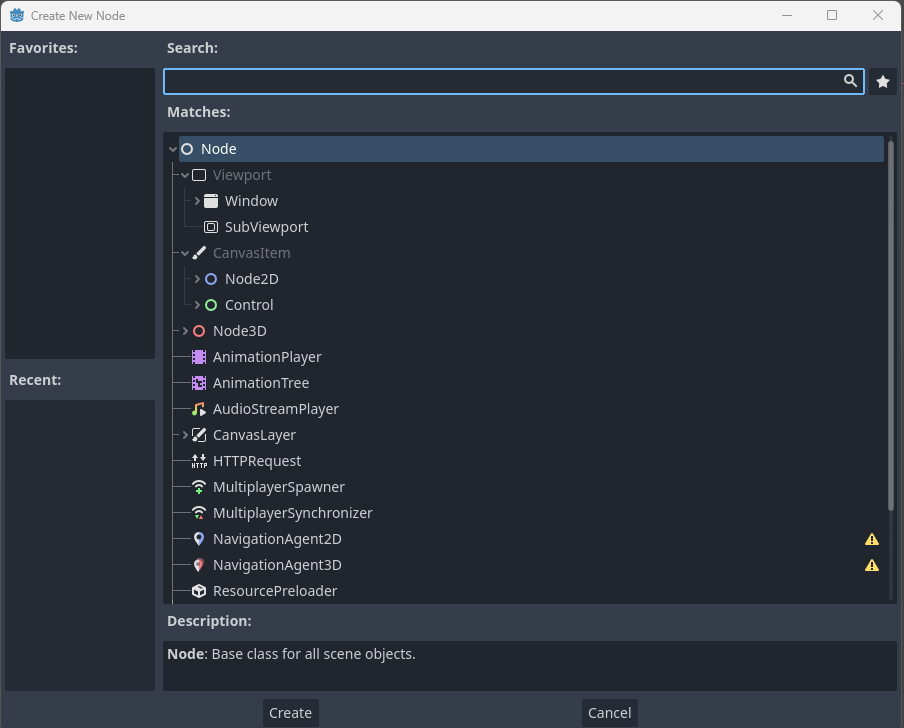 Create New Node
Favorites:
Search:
Matches:
Node
Viewport
Window
SubViewport
CanvasItem
Node2D
Control
Node3D
AnimationPlayer
AnimationTree
AudioStreamPlayer
CanvasLayer
HTTP HTTPRequest
MultiplayerSpawner
MultiplayerSynchronizer
NavigationAgent2D
NavigationAgent3D
ResourcePreloader
Recent:
Description:
Node: Base class for all scene objects.
Create Cancel